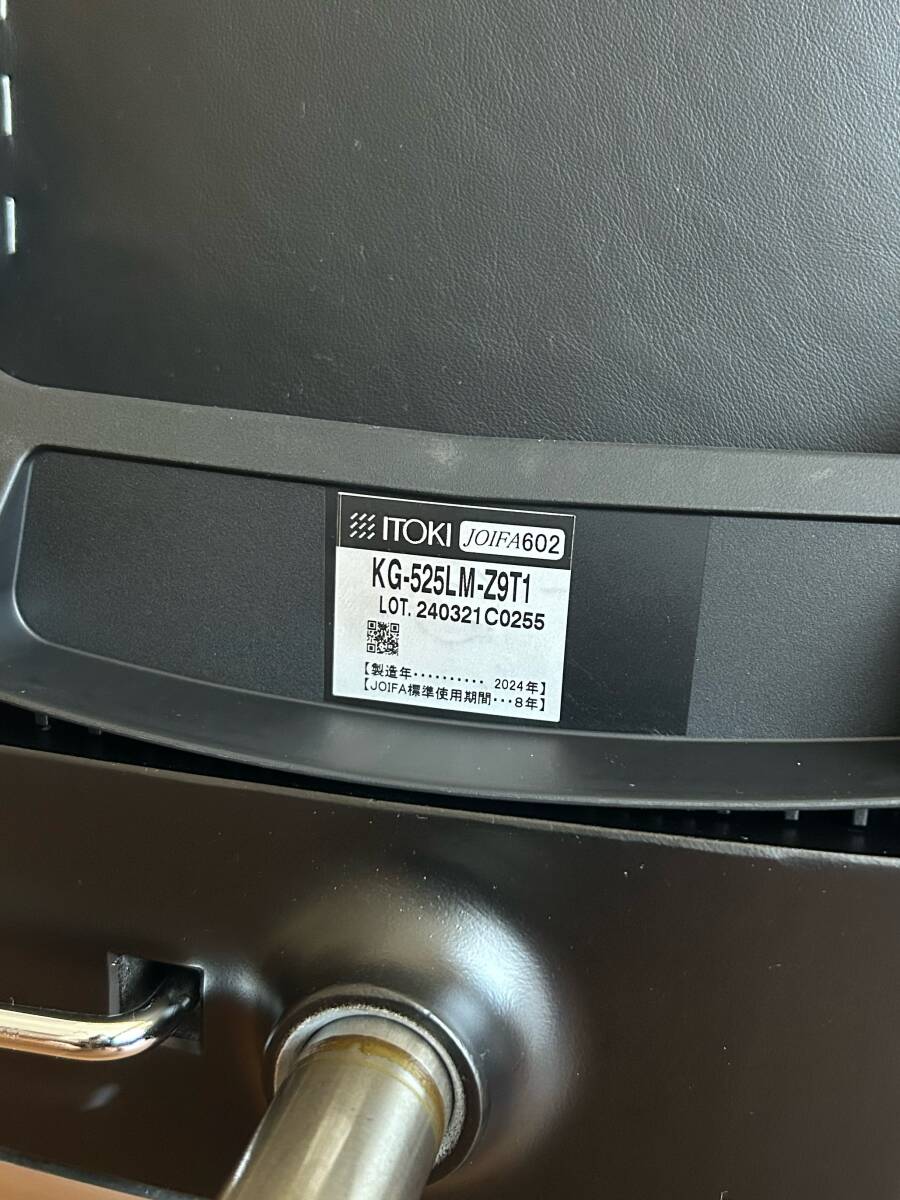 ITOKI JOIFA602
KG-525LM-Z9T1
LOT. 240321C0255
【製造年・・・・・・・・・・ 2024年】
【JOIFA標準使用期間・・・8年】